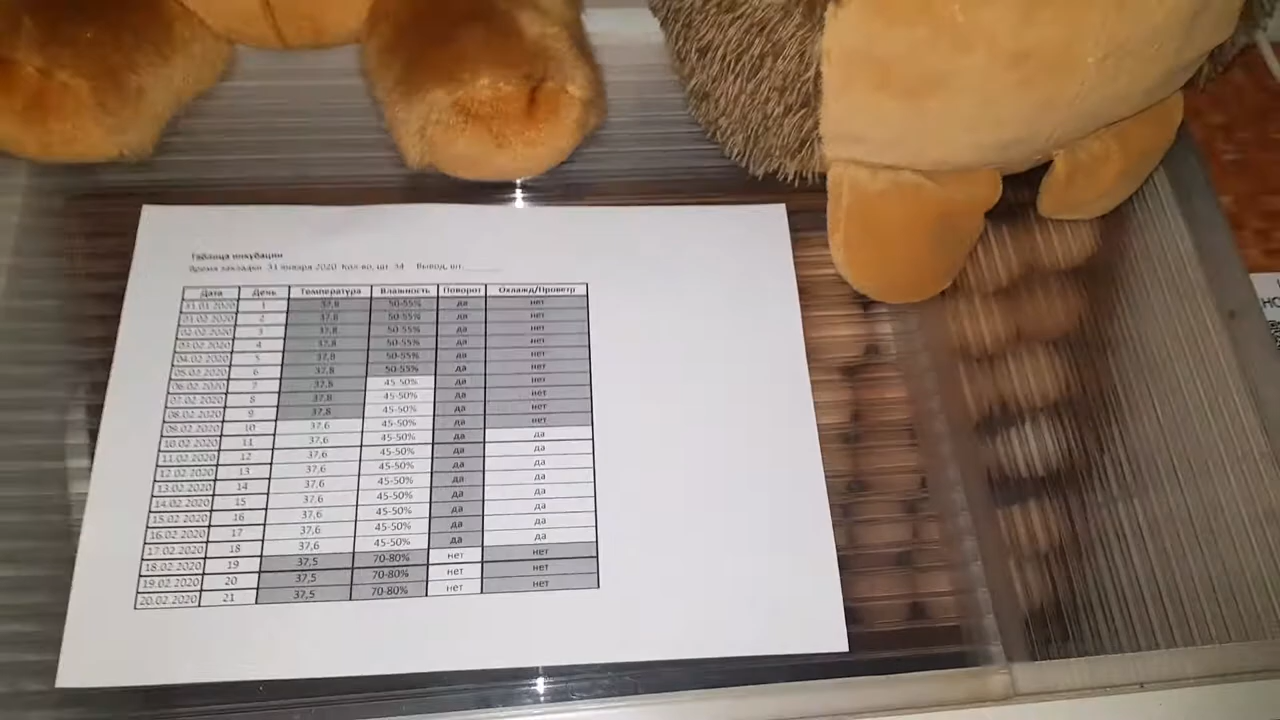 Таблица инкубации
Время закладки 31 января 2020 Кол-во, шт. 34 Вывод, шт. ______
Дата День Температура Влажность Поворот Охлажд/Проветр
31.01.2020 1 37,8 50-55% да нет
01.02.2020 2 37,8 50-55% да нет
02.02.2020 3 37,8 50-55% да нет
03.02.2020 4 37,8 50-55% да нет
04.02.2020 5 37,8 50-55% да нет
05.02.2020 6 37,8 50-55% да нет
06.02.2020 7 37,8 45-50% да нет
07.02.2020 8 37,8 45-50% да нет
08.02.2020 9 37,8 45-50% да нет
09.02.2020 10 37,6 45-50% да нет
10.02.2020 11 37,6 45-50% да да
11.02.2020 12 37,6 45-50% да да
12.02.2020 13 37,6 45-50% да да
13.02.2020 14 37,6 45-50% да да
14.02.2020 15 37,6 45-50% да да
15.02.2020 16 37,6 45-50% да да
16.02.2020 17 37,6 45-50% да да
17.02.2020 18 37,6 45-50% да да
18.02.2020 19 37,5 70-80% нет нет
19.02.2020 20 37,5 70-80% нет нет
20.02.2020 21 37,5 70-80% нет нет